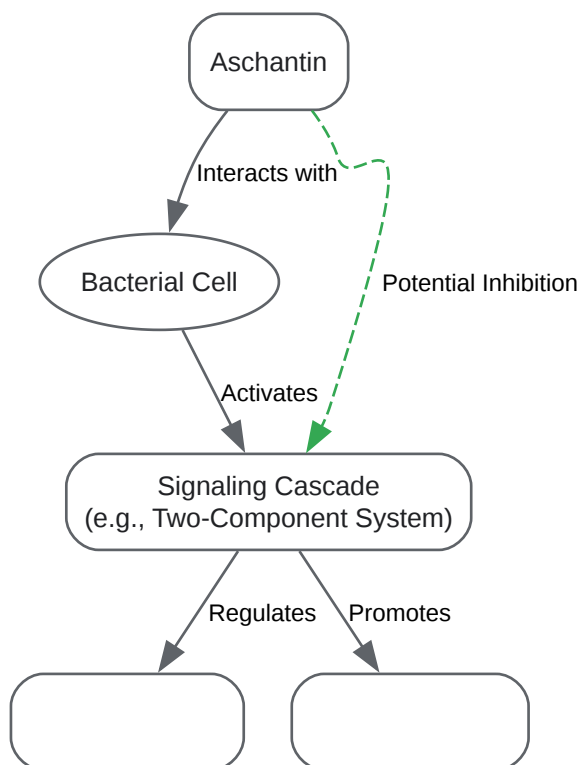 Aschantin
Interacts with
Bacterial Cell
Potential Inhibition
Activates
Signaling Cascade
(e.g., Two-Component System)
Regulates
Promotes